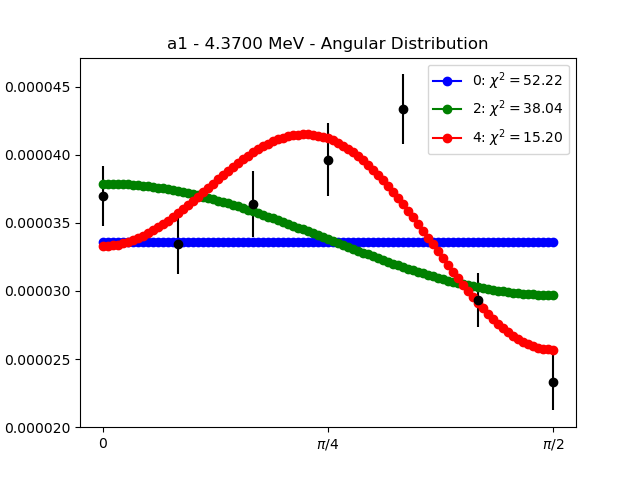 a1 - 4.3700 MeV - Angular Distribution
0.000045
0.000040
0.000035
0.000030
0.000025
0.000020
0
π/4
π/2
0: χ² = 52.22
2: χ² = 38.04
4: χ² = 15.20